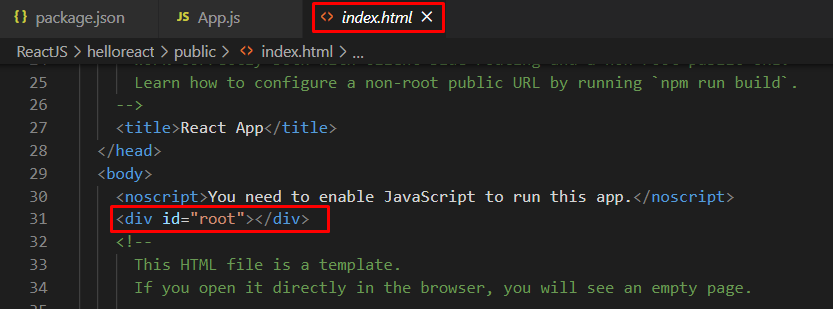 {} package.json JS App.js <> index.html ×
ReactJS > helloreact > public > <> index.html > ...
25 Learn how to configure a non-root public URL by running `npm run build`.
26 -->
27 <title>React App</title>
28 </head>
29 <body>
30 <noscript>You need to enable JavaScript to run this app.</noscript>
31 <div id="root"></div>
32 <!--
33 This HTML file is a template.
34 If you open it directly in the browser, you will see an empty page.